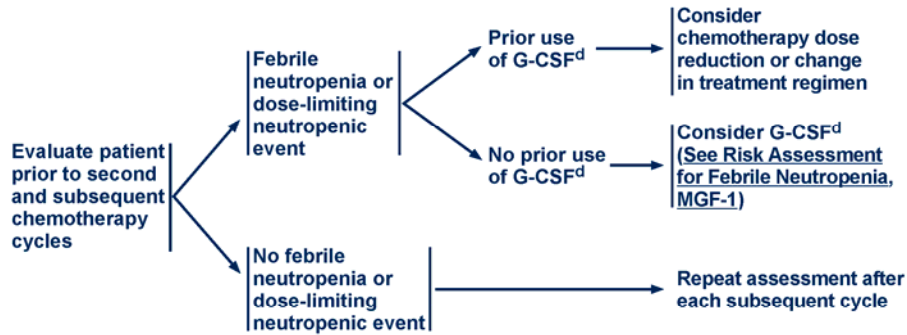 Evaluate patient
prior to second
and subsequent
chemotherapy
cycles
Febrile
neutropenia or
dose-limiting
neutropenic
event
Prior use
of G-CSFᵈ
Consider
chemotherapy dose
reduction or change
in treatment regimen
No prior use
of G-CSFᵈ
Consider G-CSFᵈ
(See Risk Assessment
for Febrile Neutropenia,
MGF-1)
No febrile
neutropenia or
dose-limiting
neutropenic event
Repeat assessment after
each subsequent cycle